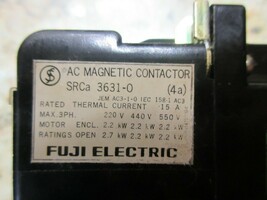 AC MAGNETIC CONTACTOR
SRCa 3631-0 (4a)
JEM AC3-1-0 IEC 158-1 AC3
RATED THERMAL CURRENT 15 A
MAX.3PH. 220 V 440 V 550 V
MOTOR ENCL. 2.2 kW 2.2 kW 2.2 kW
RATINGS OPEN 2.7 kW 2.2 kW 2.2 kW
FUJI ELECTRIC